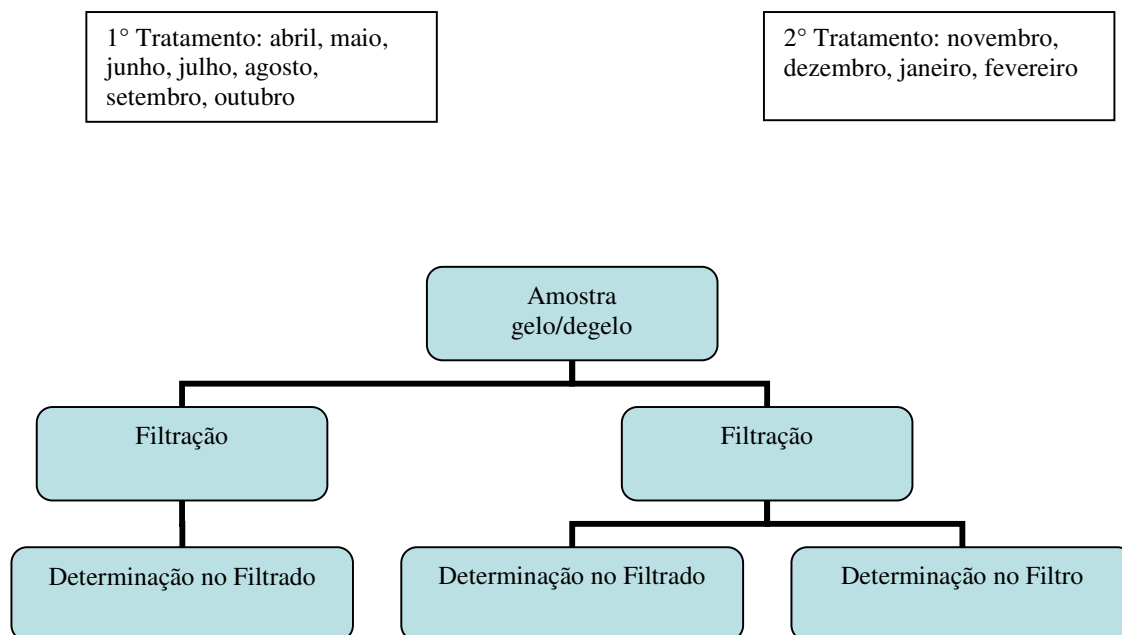 1° Tratamento: abril, maio,
junho, julho, agosto,
setembro, outubro
2° Tratamento: novembro,
dezembro, janeiro, fevereiro
Amostra
gelo/degelo
Filtração
Filtração
Determinação no Filtrado
Determinação no Filtrado
Determinação no Filtro